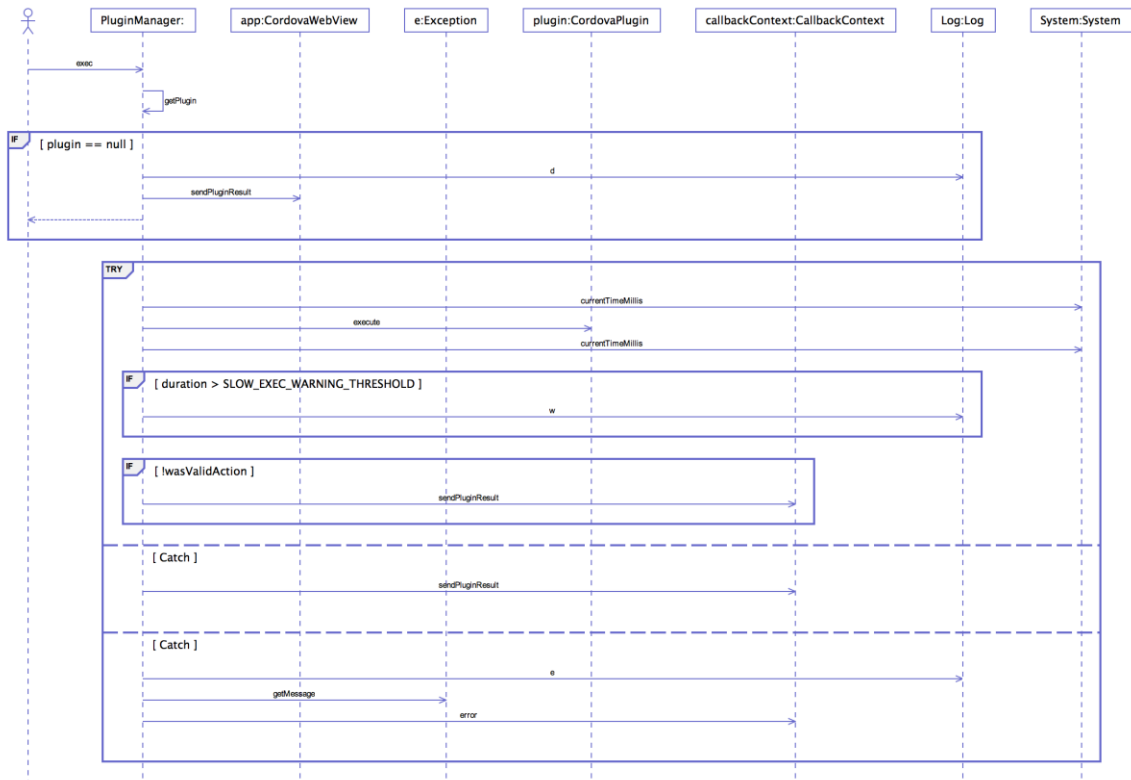 PluginManager:
app:CordovaWebView
e:Exception
plugin:CordovaPlugin
callbackContext:CallbackContext
Log:Log
System:System
exec
getPlugin
IF
[ plugin == null ]
d
sendPluginResult
TRY
currentTimeMillis
execute
currentTimeMillis
IF
[ duration > SLOW_EXEC_WARNING_THRESHOLD ]
w
IF
[ !wasValidAction ]
sendPluginResult
[ Catch ]
sendPluginResult
[ Catch ]
e
getMessage
error